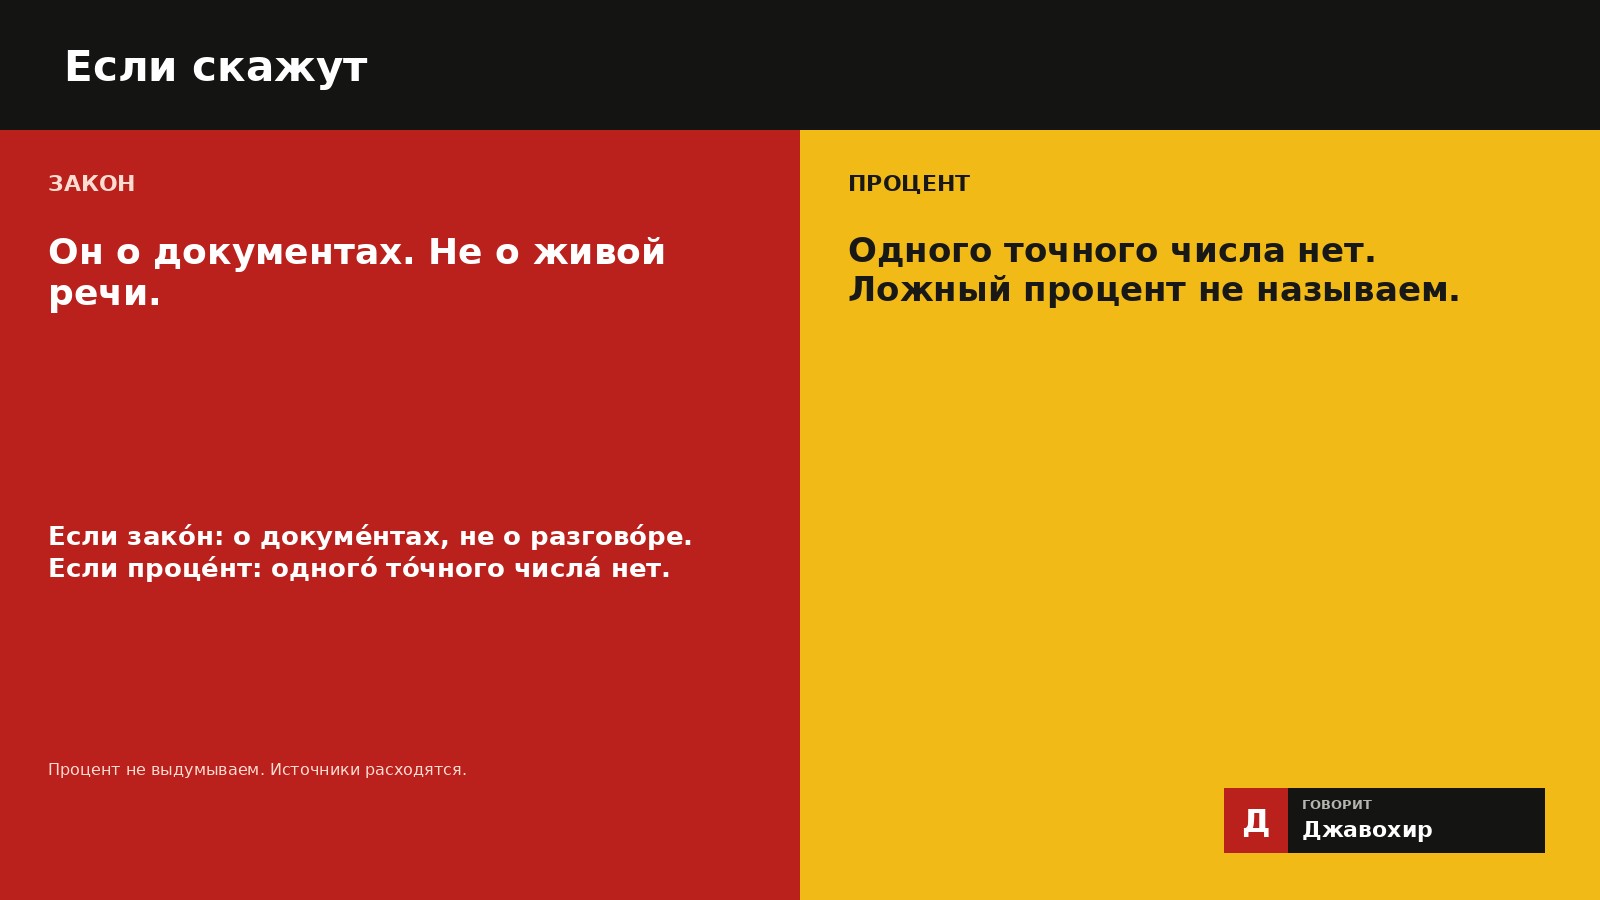 Если скажут
ЗАКОН
Он о документах. Не о живой
речи.
Если зако́н: о докуме́нтах, не о разгово́ре.
Если проце́нт: одного́ то́чного числа́ нет.
Процент не выдумываем. Источники расходятся.
ПРОЦЕНТ
Одного точного числа нет.
Ложный процент не называем.
Д
ГОВОРИТ
Джавохир